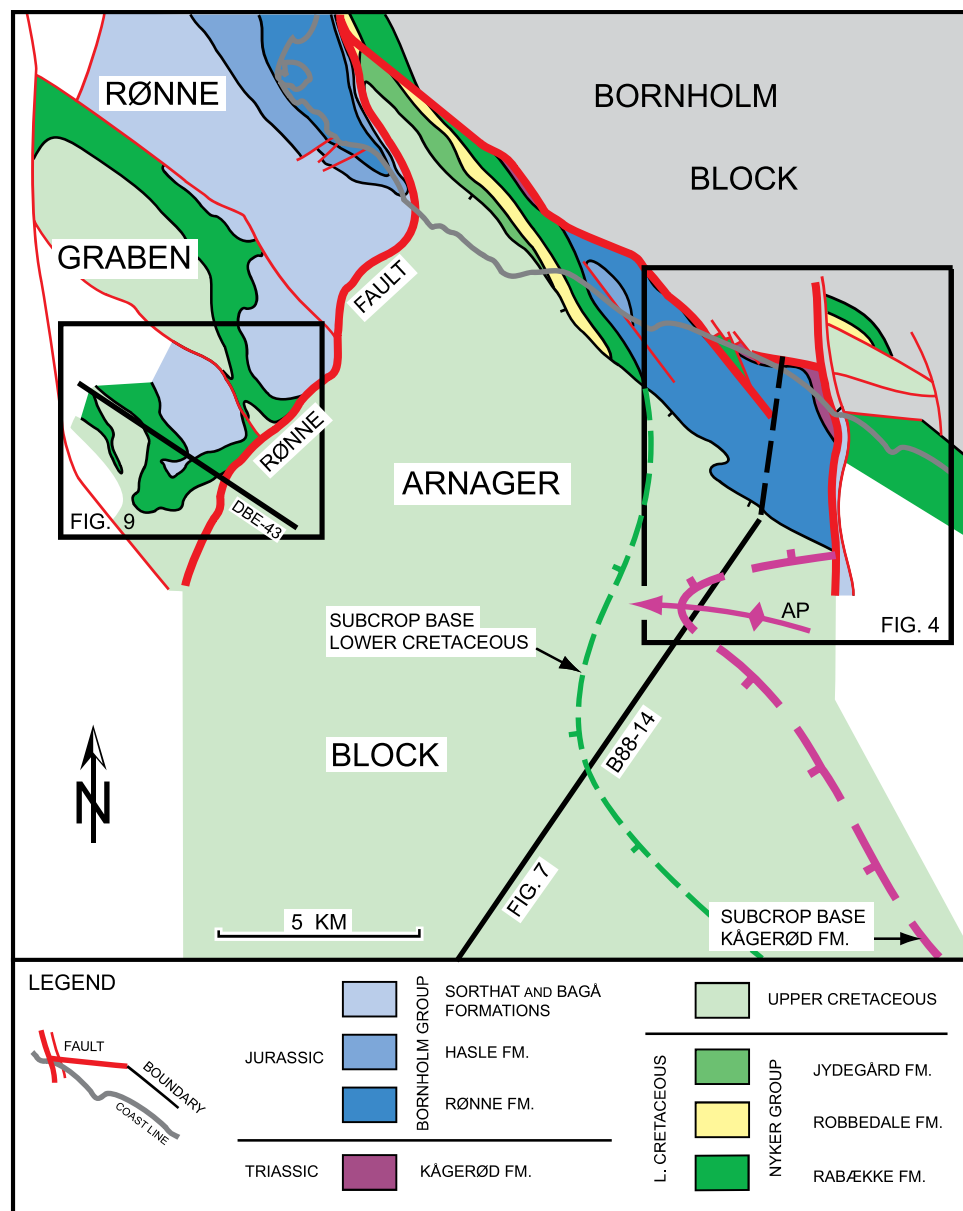 RØNNE
BORNHOLM
BLOCK
GRABEN
FAULT
RØNNE
FIG. 9
DBE-43
ARNAGER
AP
FIG. 4
SUBCROP BASE
LOWER CRETACEOUS
B88-14
BLOCK
N
FIG. 7
5 KM
SUBCROP BASE
KÅGERØD FM.
LEGEND
FAULT
BOUNDARY
COAST LINE
JURASSIC
BORNHOLM GROUP
SORTHAT AND BAGÅ
FORMATIONS
HASLE FM.
RØNNE FM.
TRIASSIC
KÅGERØD FM.
UPPER CRETACEOUS
L. CRETACEOUS
NYKER GROUP
JYDEGÅRD FM.
ROBBEDALE FM.
RABÆKKE FM.